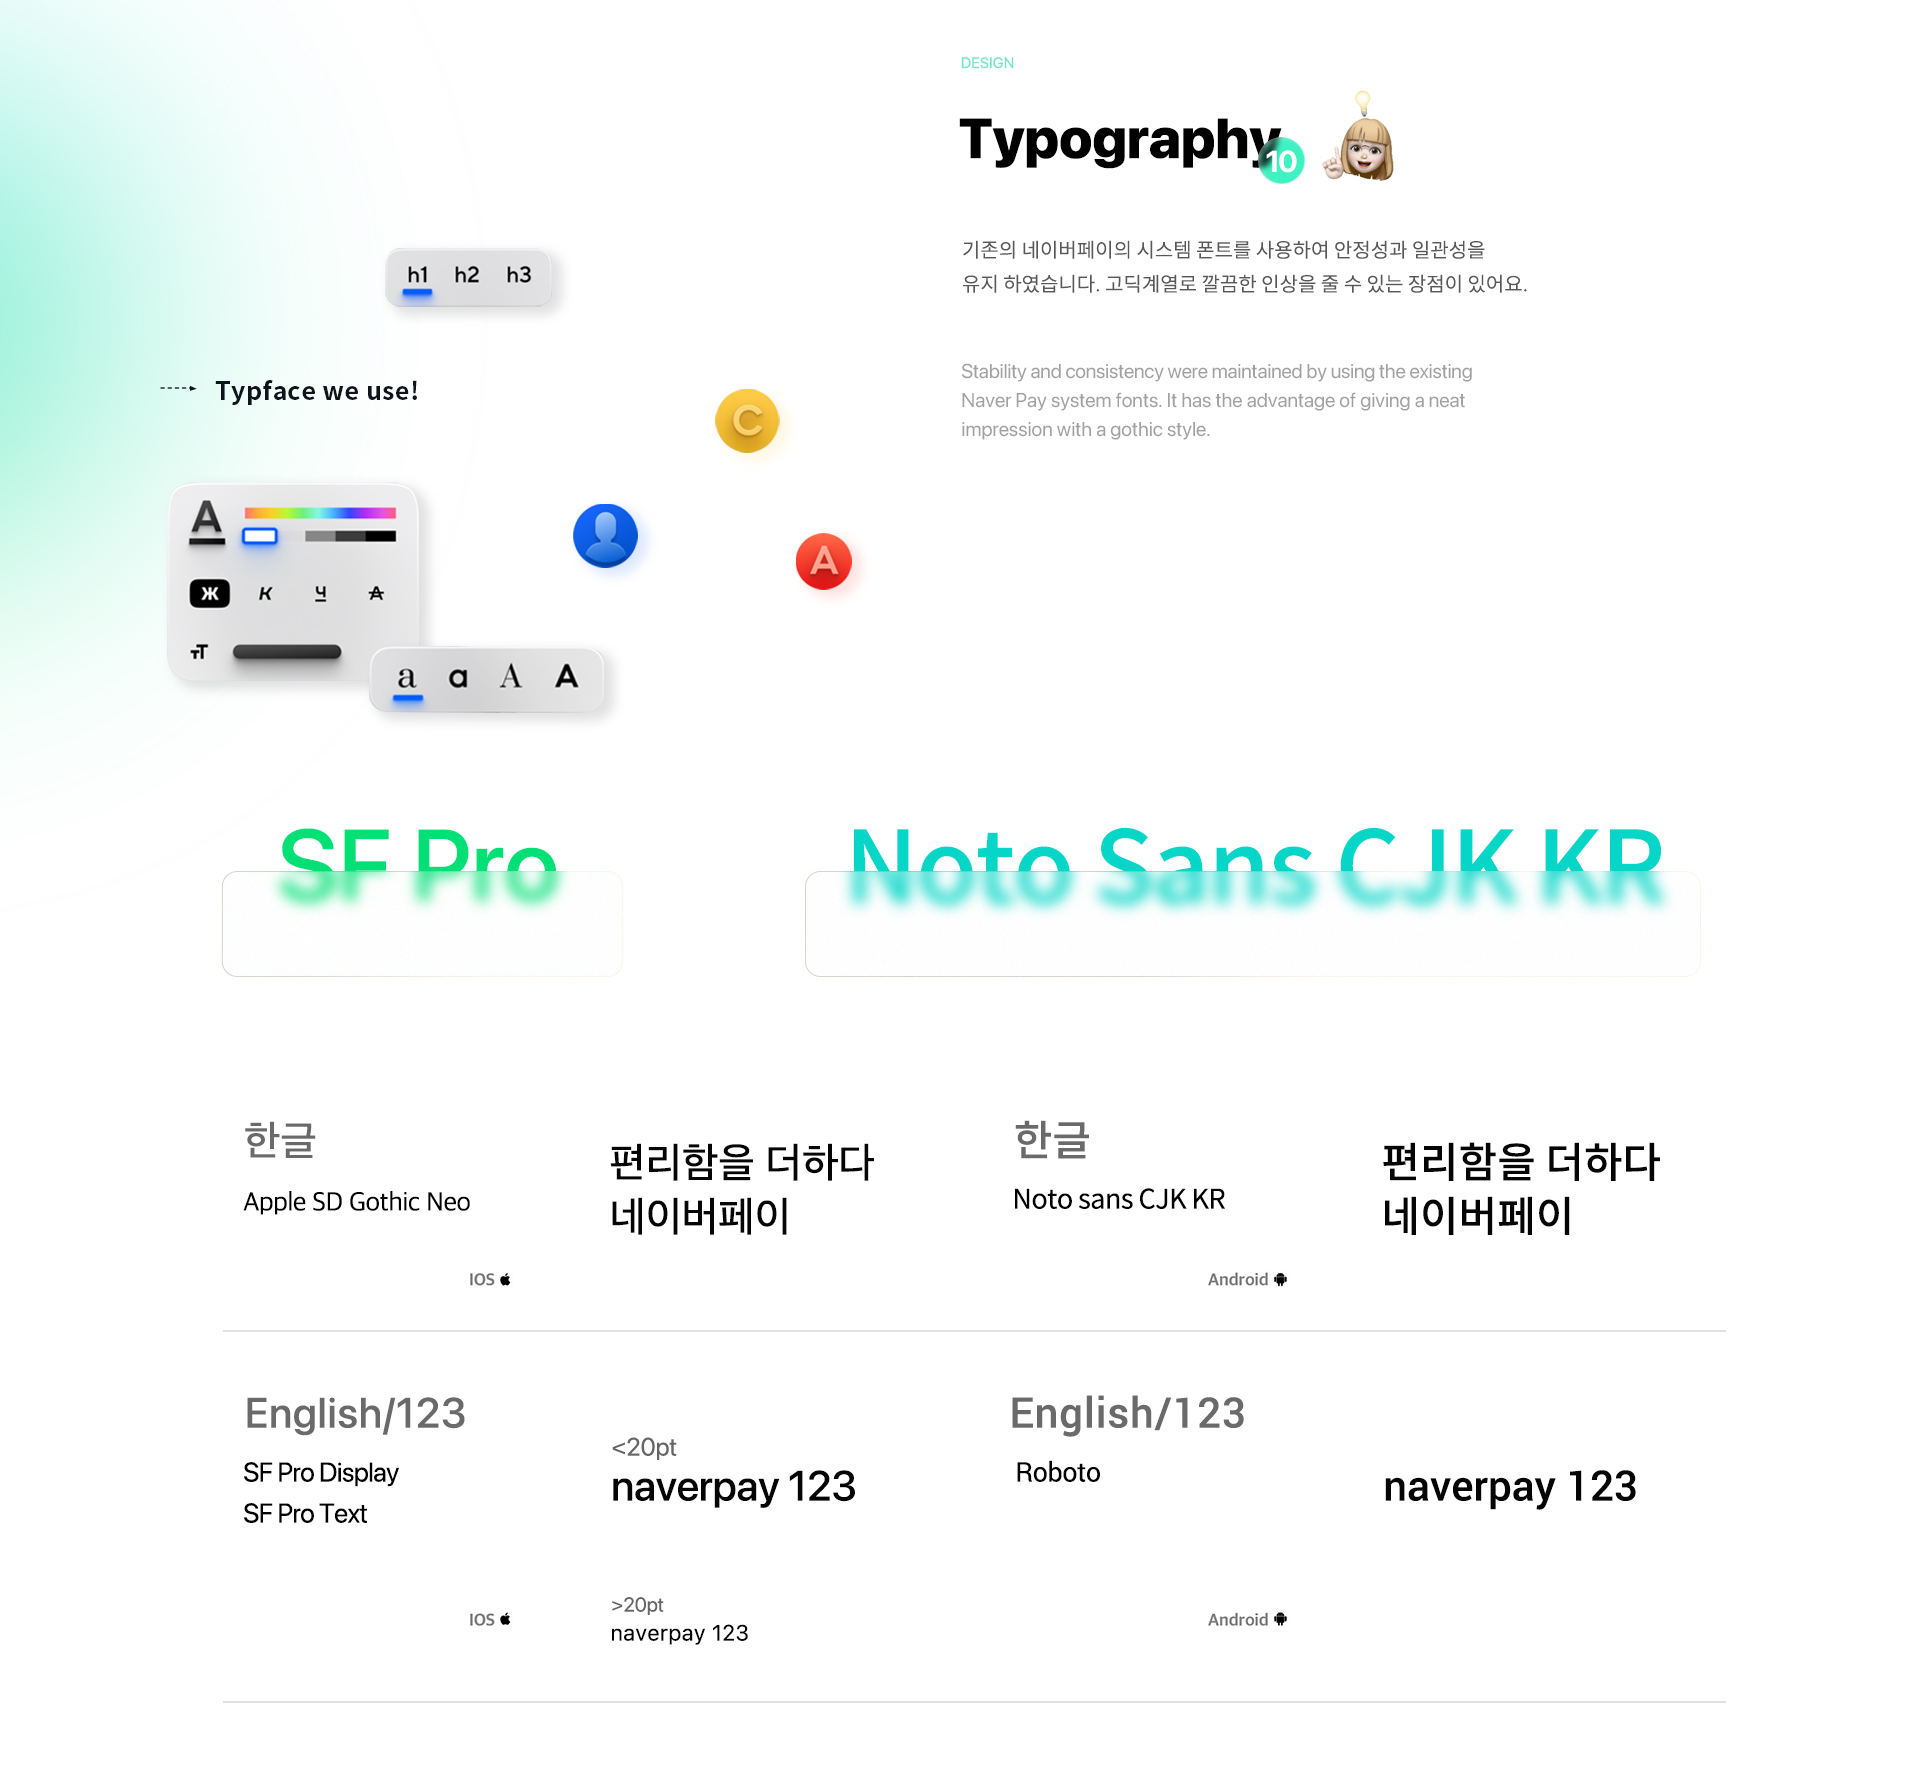 DESIGN
Typography
10
기존의 네이버페이의 시스템 폰트를 사용하여 안정성과 일관성을
유지 하였습니다. 고딕계열로 깔끔한 인상을 줄 수 있는 장점이 있어요.
Stability and consistency were maintained by using the existing
Naver Pay system fonts. It has the advantage of giving a neat
impression with a gothic style.
h1 h2 h3
Typface we use!
C
A
A
Ж К Ч A
тT
a a A A
SF Pro
Noto Sans CJK KR
한글
Apple SD Gothic Neo
IOS
편리함을 더하다
네이버페이
한글
Noto sans CJK KR
Android
편리함을 더하다
네이버페이
English/123
SF Pro Display
SF Pro Text
IOS
<20pt
naverpay 123
>20pt
naverpay 123
English/123
Roboto
Android
naverpay 123